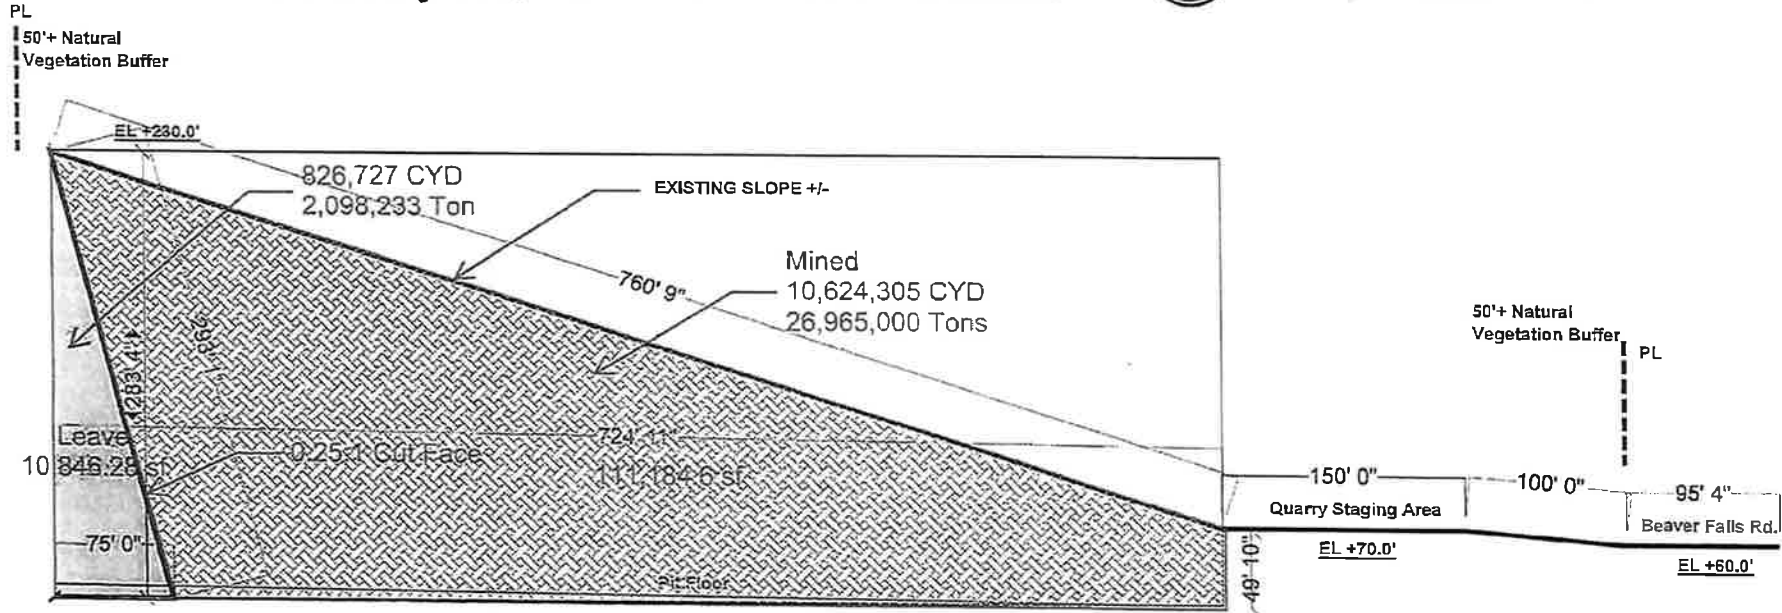 PL
50'+ Natural
Vegetation Buffer
EL +230.0'
826,727 CYD
2,098,233 Ton
EXISTING SLOPE +/-
Mined
10,624,305 CYD
26,965,000 Tons
760' 9"
50'+ Natural
Vegetation Buffer
PL
Leave
10,846.28 sf
0.25:1 Cut Face
724' 11"
111,184.6 sf
150' 0"
Quarry Staging Area
EL +70.0'
100' 0"
95' 4"
Beaver Falls Rd.
EL +60.0'
75' 0"
Pit Floor
49' 10"